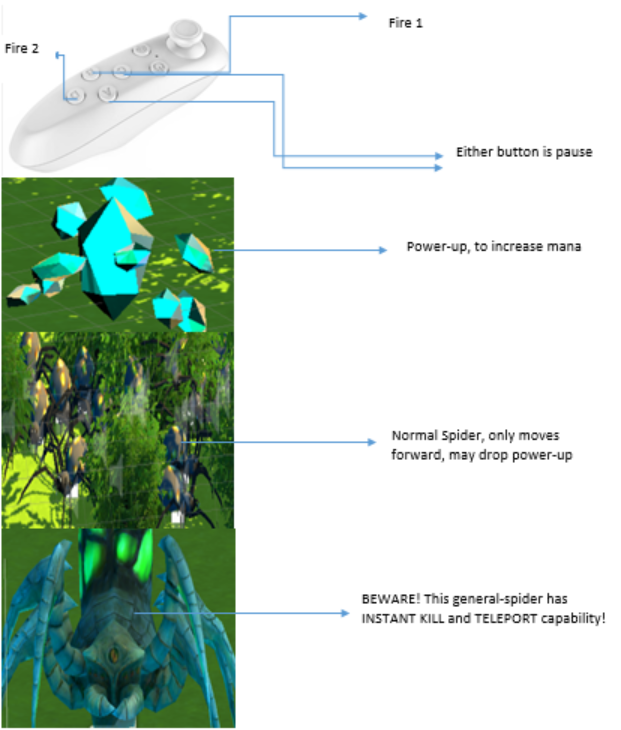 Fire 1
Fire 2
Either button is pause
Power-up, to increase mana
Normal Spider, only moves
forward, may drop power-up
BEWARE! This general-spider has
INSTANT KILL and TELEPORT capability!